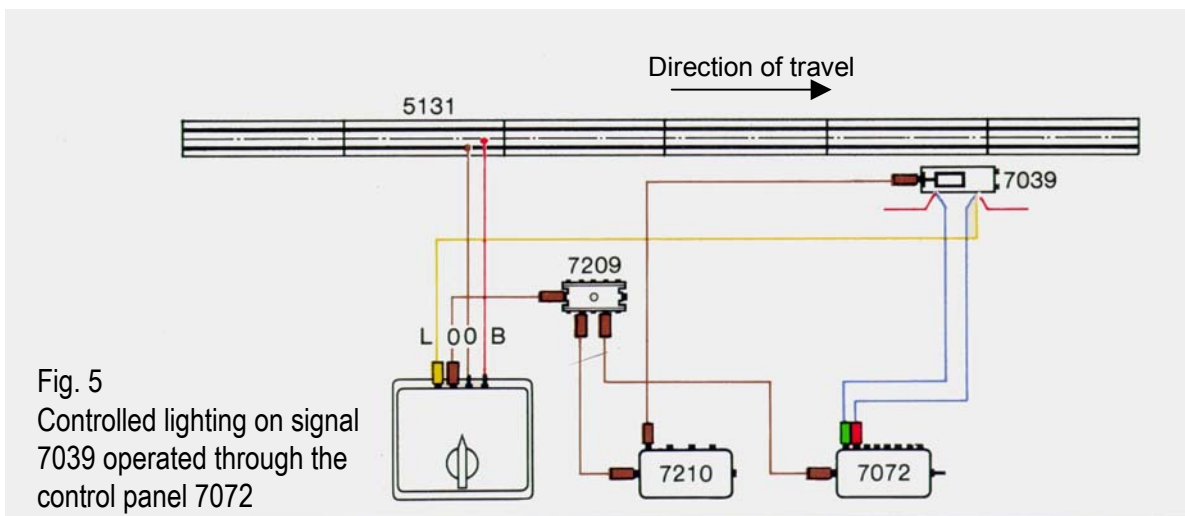 Direction of travel
5131
7039
7209
L 0 0 B
Fig. 5
Controlled lighting on signal
7039 operated through the
control panel 7072
7210
7072